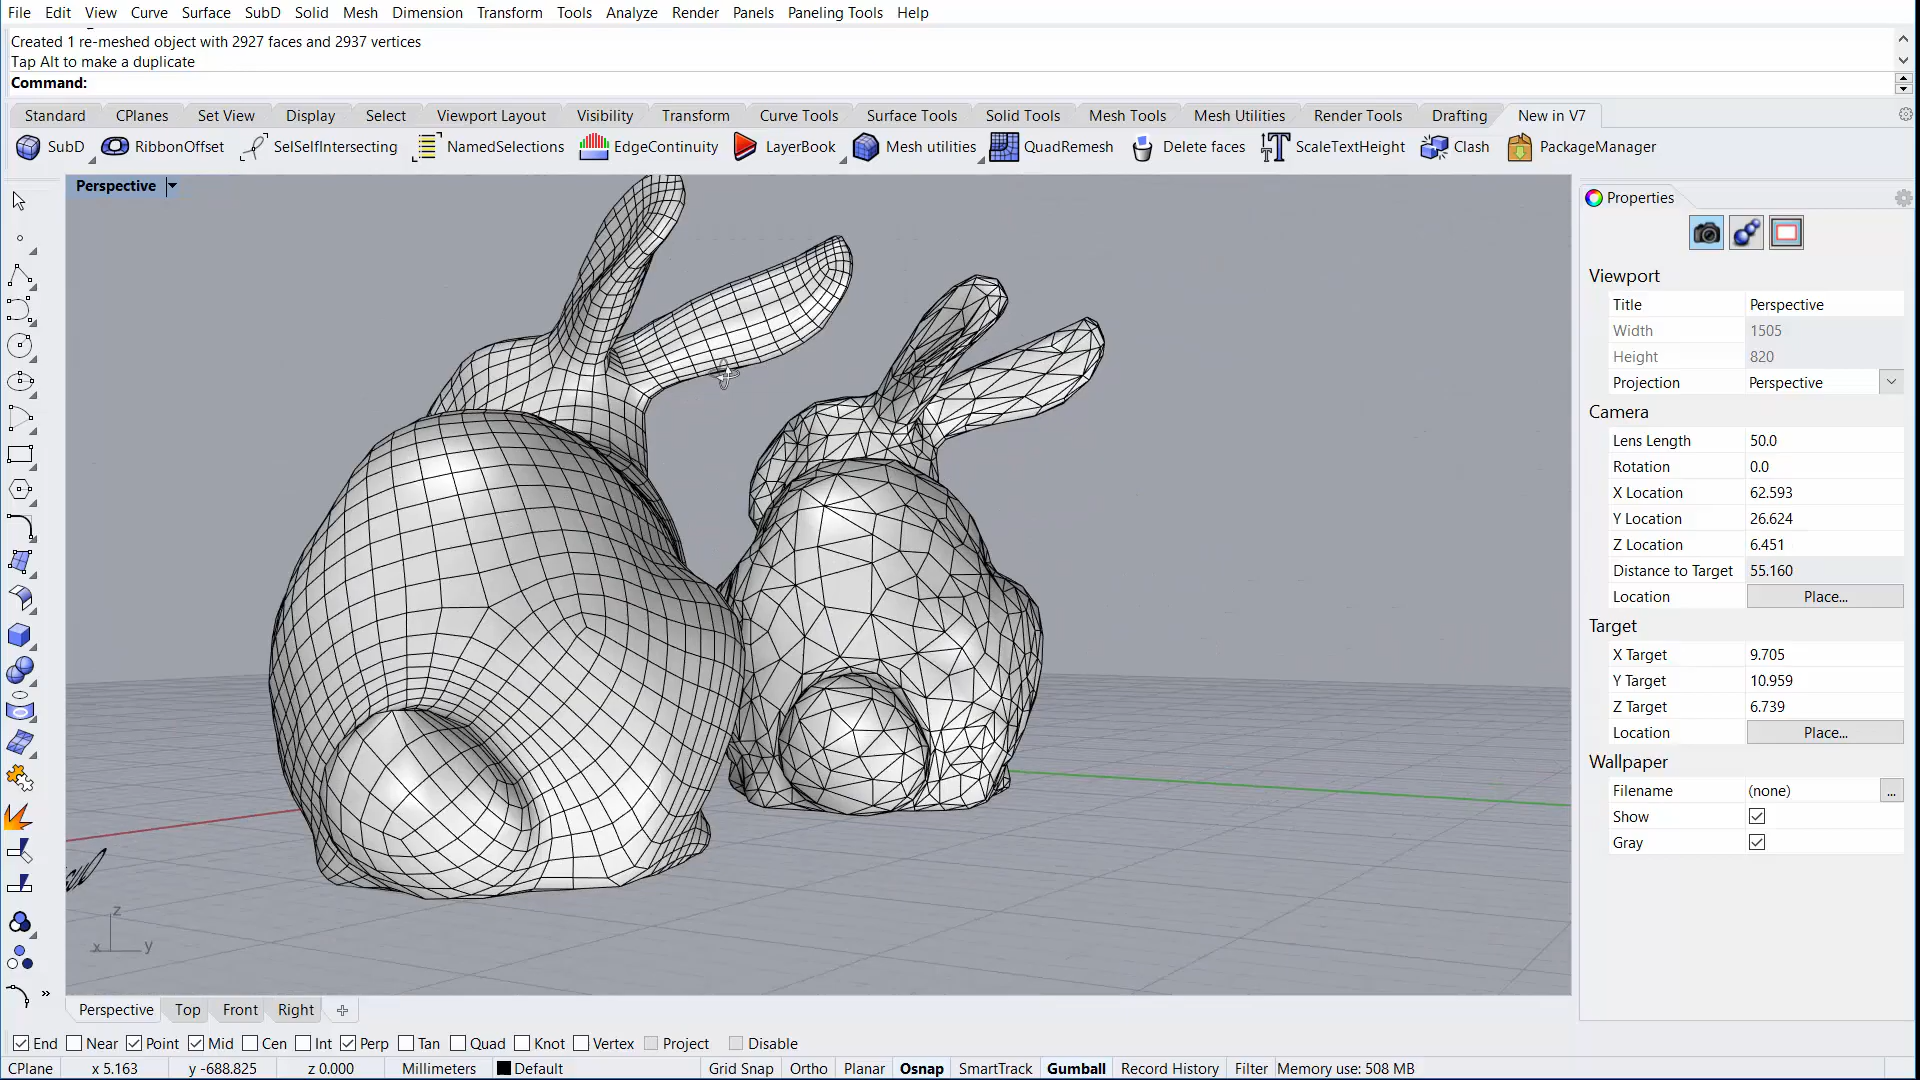 File Edit View Curve Surface SubD Solid Mesh Dimension Transform Tools Analyze Render Panels Paneling Tools Help
Created 1 re-meshed object with 2927 faces and 2937 vertices
Tap Alt to make a duplicate
Command:
Standard CPlanes Set View Display Select Viewport Layout Visibility Transform Curve Tools Surface Tools Solid Tools Mesh Tools Mesh Utilities Render Tools Drafting New in V7
SubD RibbonOffset SelSelfIntersecting NamedSelections EdgeContinuity LayerBook Mesh utilities QuadRemesh Delete faces ScaleTextHeight Clash PackageManager
Perspective
Properties
Viewport
Title Perspective
Width 1505
Height 820
Projection Perspective
Camera
Lens Length 50.0
Rotation 0.0
X Location 62.593
Y Location 26.624
Z Location 6.451
Distance to Target 55.160
Location Place...
Target
X Target 9.705
Y Target 10.959
Z Target 6.739
Location Place...
Wallpaper
Filename (none) ...
Show
Gray
z
x y
Perspective Top Front Right
End Near Point Mid Cen Int Perp Tan Quad Knot Vertex Project Disable
CPlane x 5.163 y -688.825 z 0.000 Millimeters Default Grid Snap Ortho Planar Osnap SmartTrack Gumball Record History Filter Memory use: 508 MB